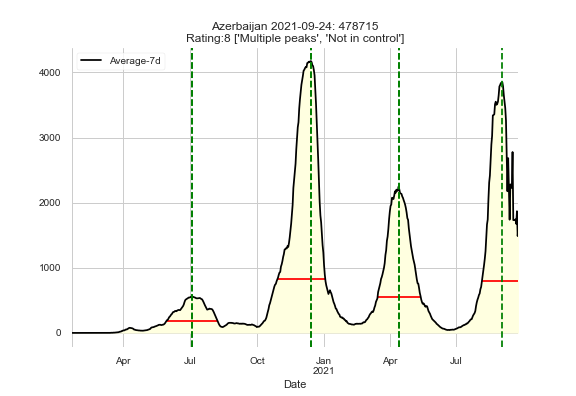 Azerbaijan 2021-09-24: 478715
Rating:8 ['Multiple peaks', 'Not in control']
Average-7d
4000
3000
2000
1000
0
Apr Jul Oct Jan Apr Jul
2021
Date